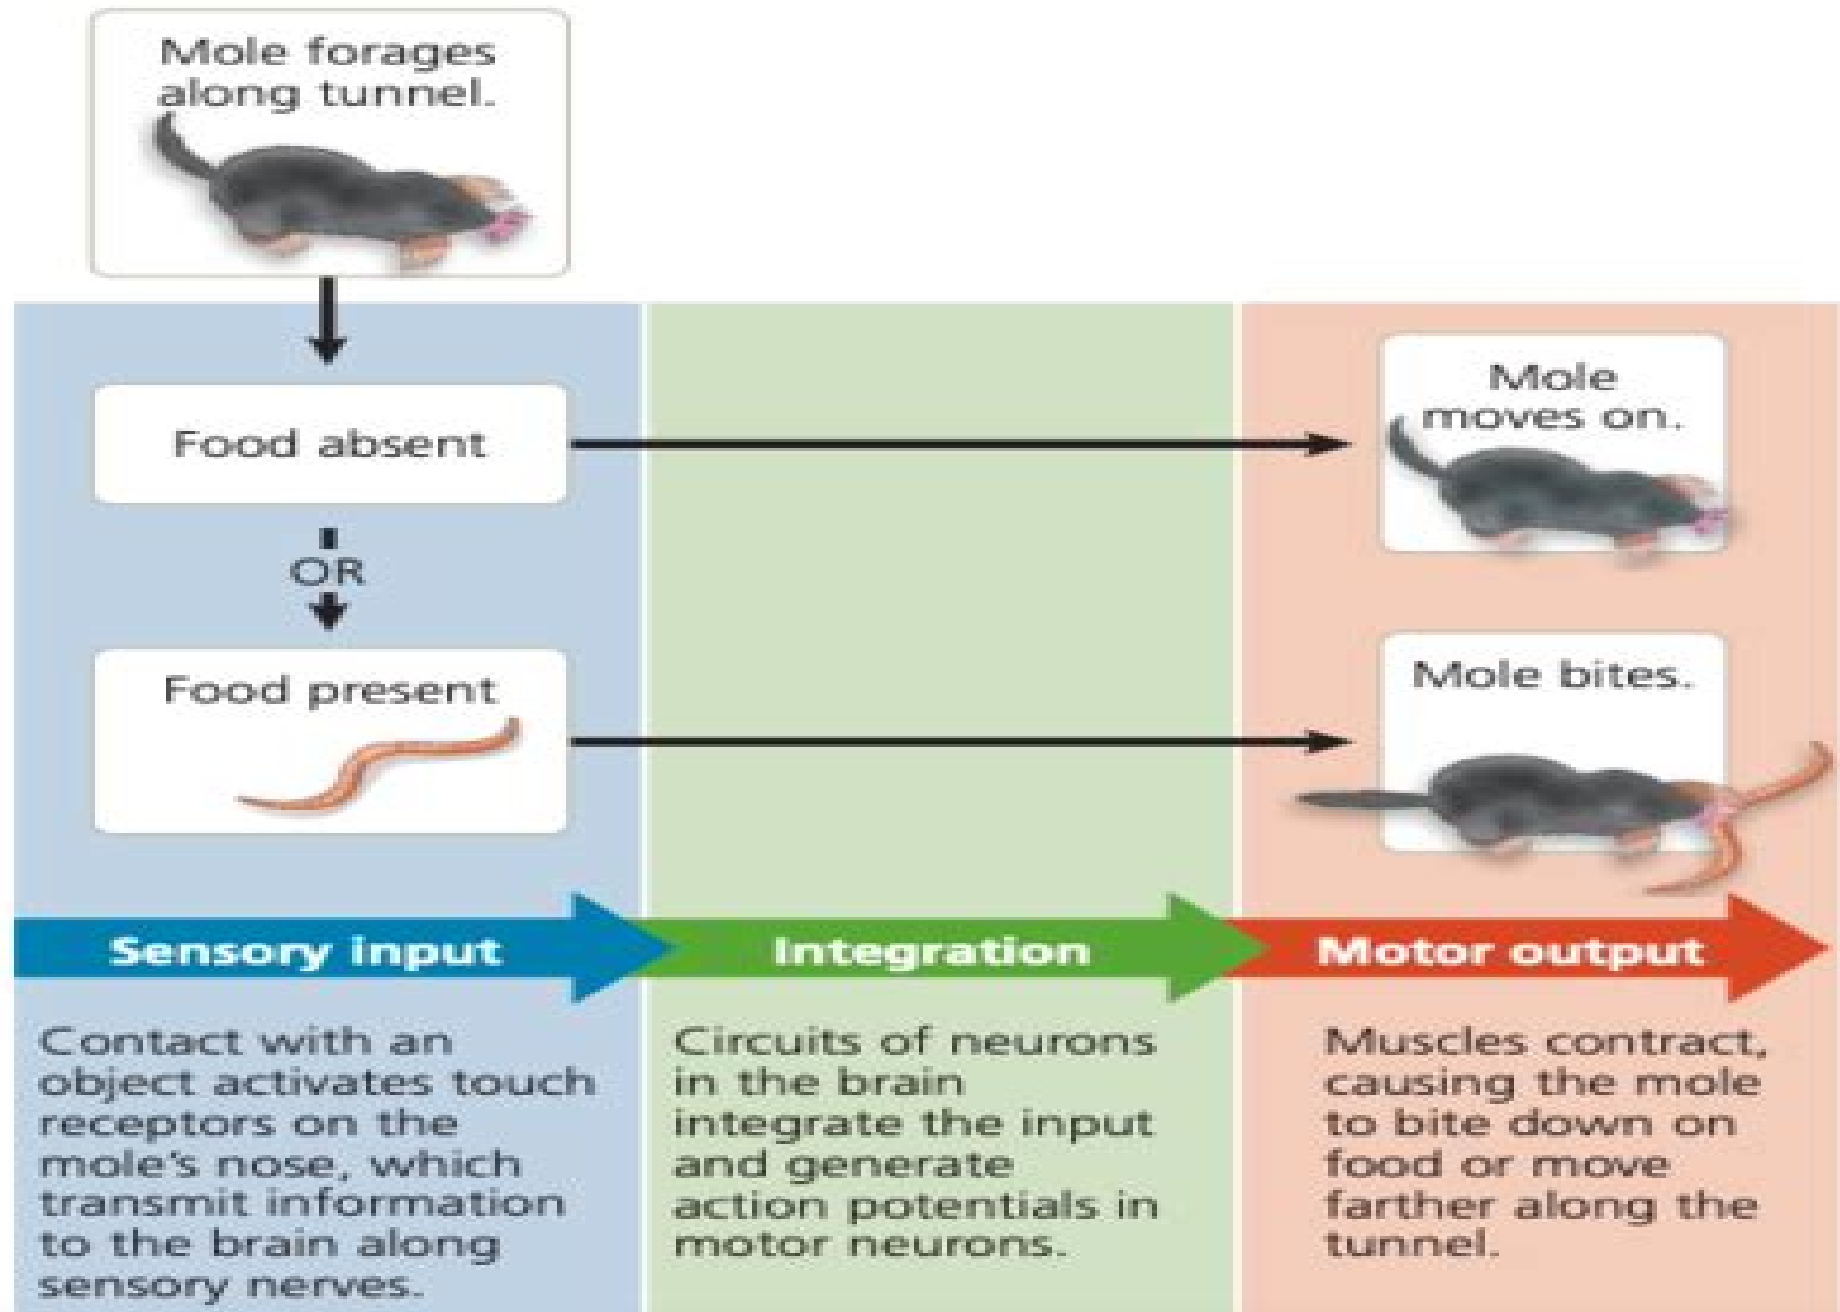 Mole forages
along tunnel.
Food absent
Mole
moves on.
OR
Food present
Mole bites.
Sensory input
Integration
Motor output
Contact with an
object activates touch
receptors on the
mole's nose, which
transmit information
to the brain along
sensory nerves.
Circuits of neurons
in the brain
integrate the input
and generate
action potentials in
motor neurons.
Muscles contract,
causing the mole
to bite down on
food or move
farther along the
tunnel.